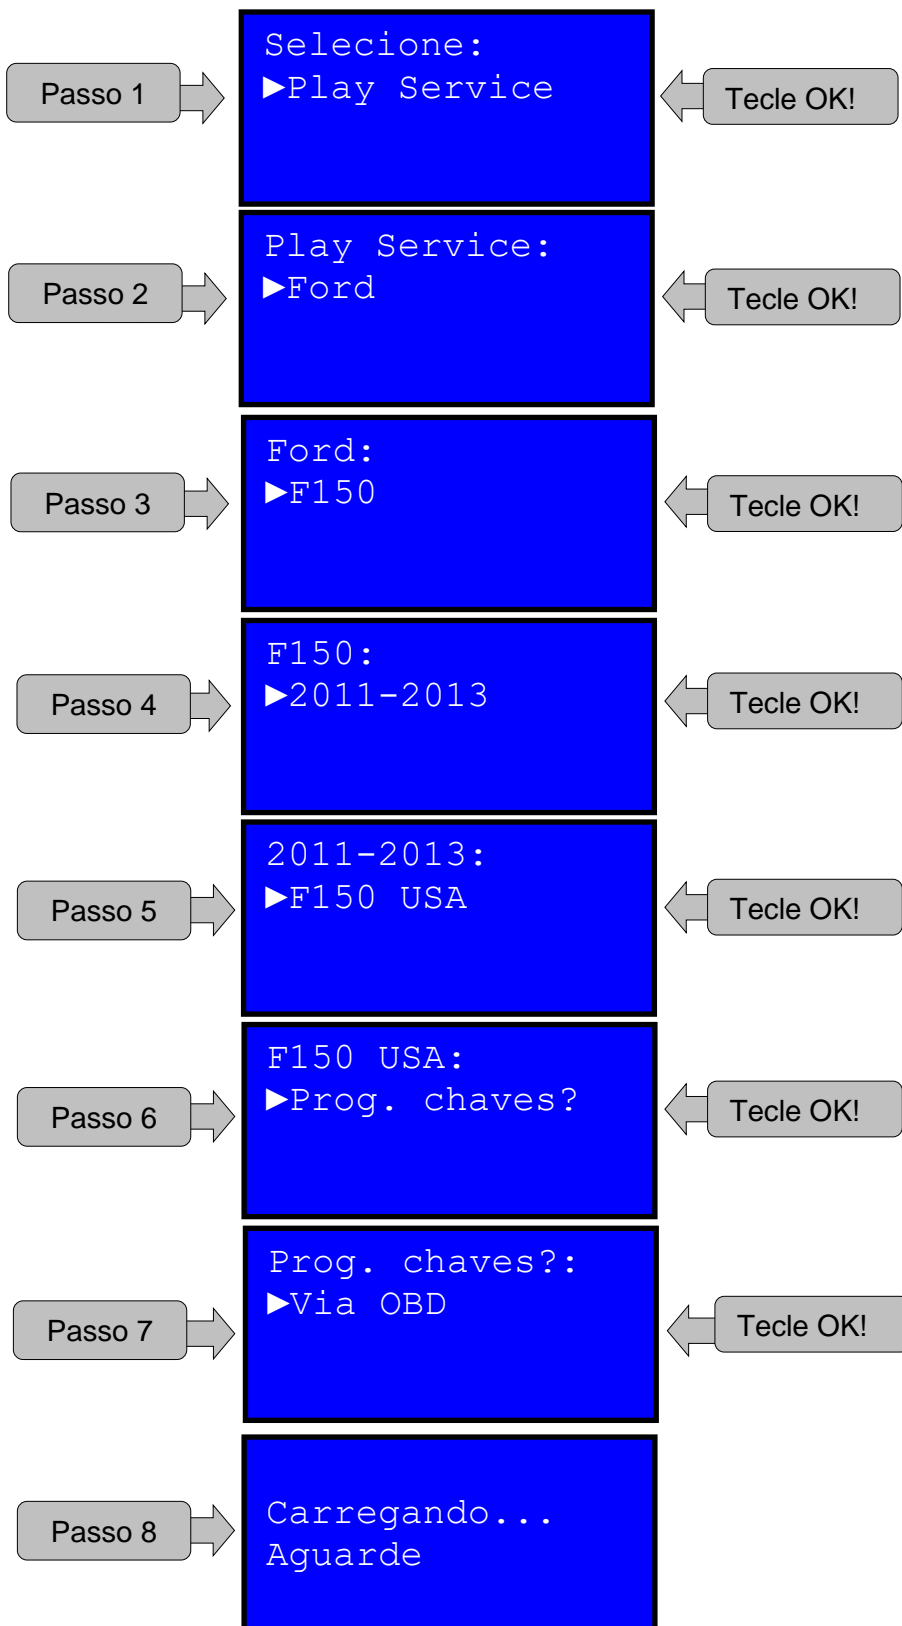 Passo 1
Selecione:
►Play Service
Tecle OK!
Passo 2
Play Service:
►Ford
Tecle OK!
Passo 3
Ford:
►F150
Tecle OK!
Passo 4
F150:
►2011-2013
Tecle OK!
Passo 5
2011-2013:
►F150 USA
Tecle OK!
Passo 6
F150 USA:
►Prog. chaves?
Tecle OK!
Passo 7
Prog. chaves?:
►Via OBD
Tecle OK!
Passo 8
Carregando...
Aguarde